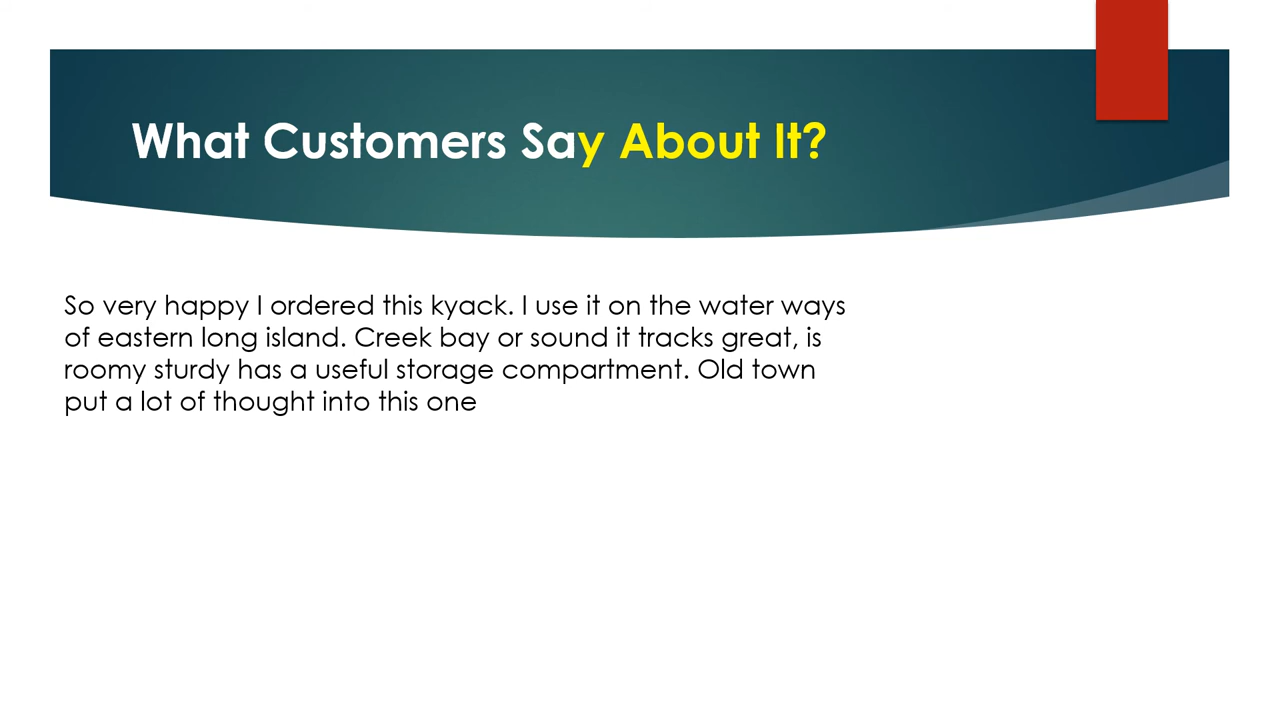 What Customers Say About It?
So very happy I ordered this kyack. I use it on the water ways
of eastern long island. Creek bay or sound it tracks great, is
roomy sturdy has a useful storage compartment. Old town
put a lot of thought into this one